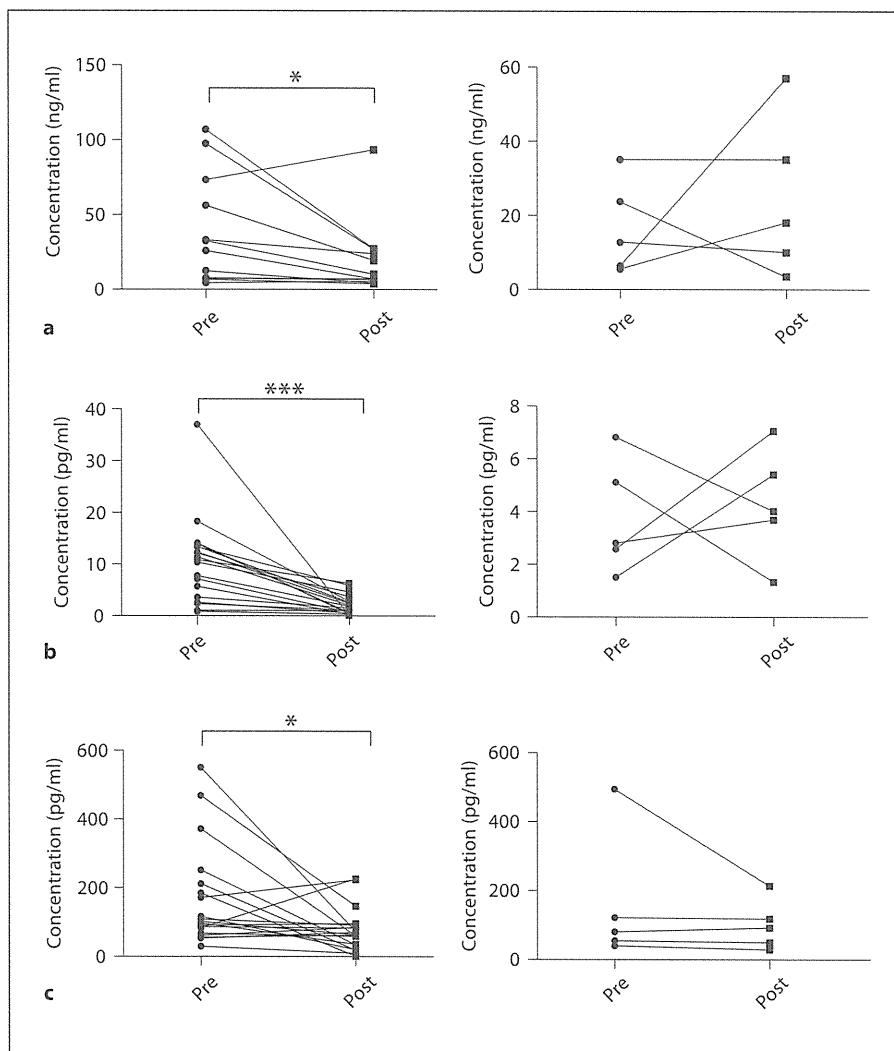 Concentration (ng/ml)
150
100
50
0
*
Pre
Post
Concentration (ng/ml)
60
40
20
0
Pre
Post
a
Concentration (pg/ml)
40
30
20
10
0
***
Pre
Post
Concentration (pg/ml)
8
6
4
2
0
Pre
Post
b
Concentration (pg/ml)
600
400
200
0
*
Pre
Post
Concentration (pg/ml)
600
400
200
0
Pre
Post
c